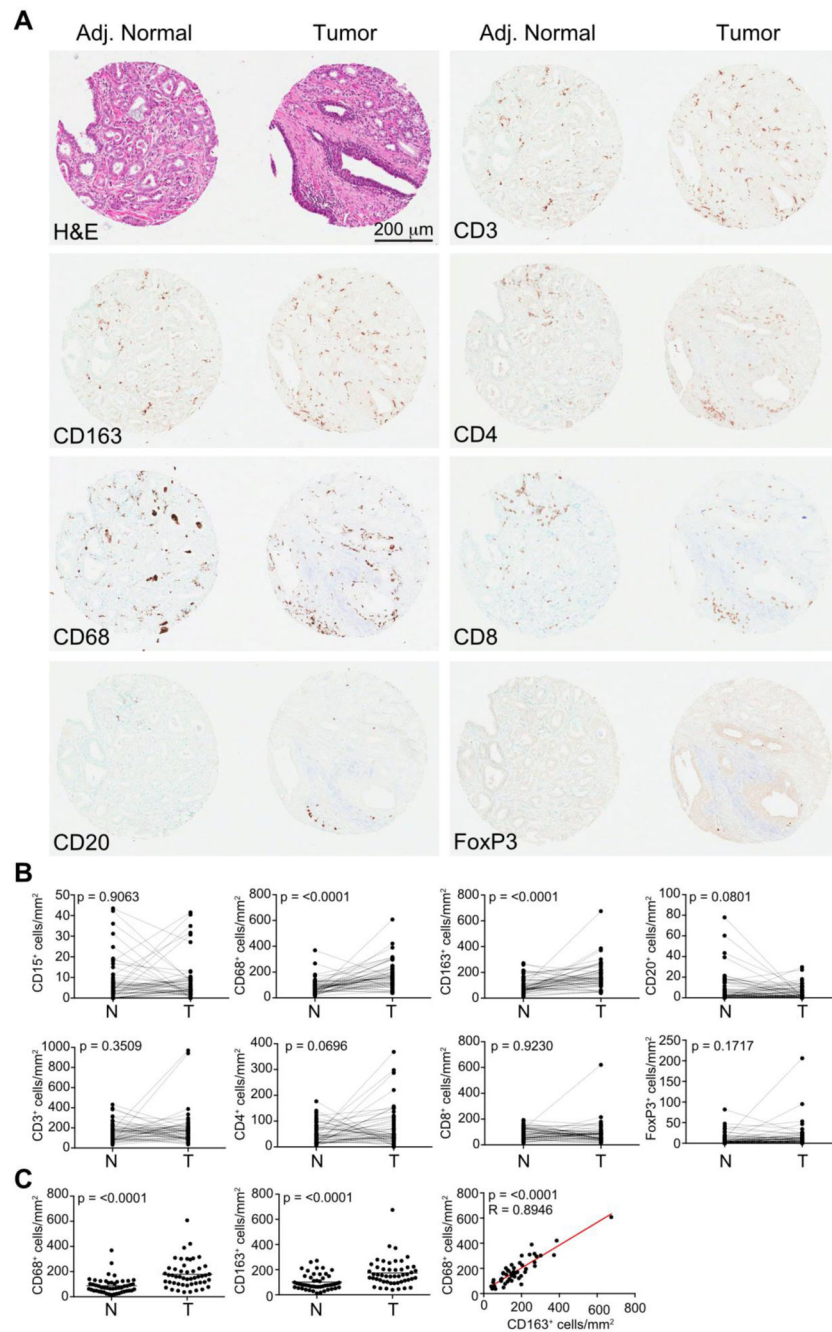 A
Adj. Normal Tumor Adj. Normal Tumor
H&E 200 μm CD3
CD163 CD4
CD68 CD8
CD20 FoxP3
B
p = 0.9063
CD15⁺ cells/mm²
50
40
30
20
10
0
N T
p = <0.0001
CD68⁺ cells/mm²
800
600
400
200
0
N T
p = <0.0001
CD163⁺ cells/mm²
800
600
400
200
0
N T
p = 0.0801
CD20⁺ cells/mm²
100
80
60
40
20
0
N T
p = 0.3509
CD3⁺ cells/mm²
1000
800
600
400
200
0
N T
p = 0.0696
CD4⁺ cells/mm²
400
300
200
100
0
N T
p = 0.9230
CD8⁺ cells/mm²
800
600
400
200
0
N T
p = 0.1717
FoxP3⁺ cells/mm²
250
200
150
100
50
0
N T
C
p = <0.0001
CD68⁺ cells/mm²
800
600
400
200
0
N T
p = <0.0001
CD163⁺ cells/mm²
800
600
400
200
0
N T
p = <0.0001
R = 0.8946
CD68⁺ cells/mm²
800
600
400
200
0
0 200 400 600 800
CD163⁺ cells/mm²